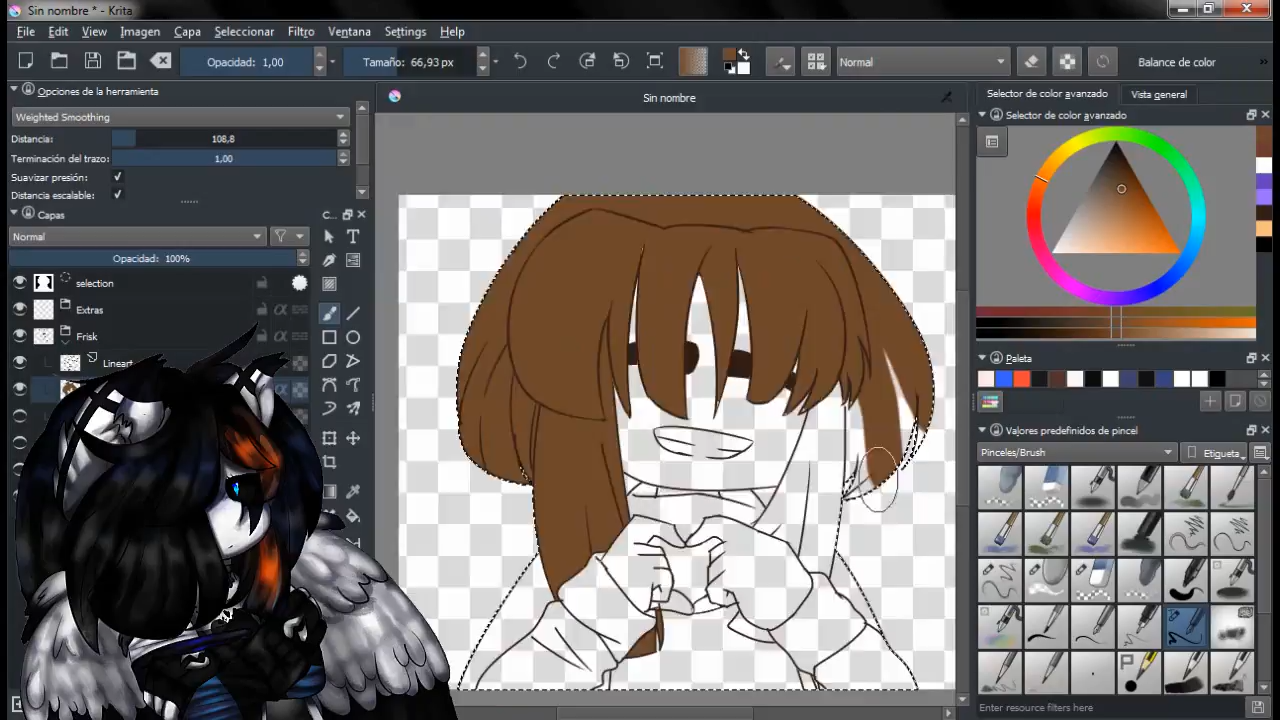 Sin nombre * - Krita
File Edit View Imagen Capa Seleccionar Filtro Ventana Settings Help
Opacidad: 1,00
Tamaño: 66,93 px
Normal
Balance de color
»
Opciones de la herramienta
Weighted Smoothing
Distancia: 108,8
Terminación del trazo: 1,00
Suavizar presión:
Distancia escalable:
Capas
Normal
Opacidad: 100%
selection
Extras
Frisk
Lineart
C...
Sin nombre
Selector de color avanzado
Vista general
Selector de color avanzado
Paleta
Valores predefinidos de pincel
Pinceles/Brush
Etiqueta
Enter resource filters here